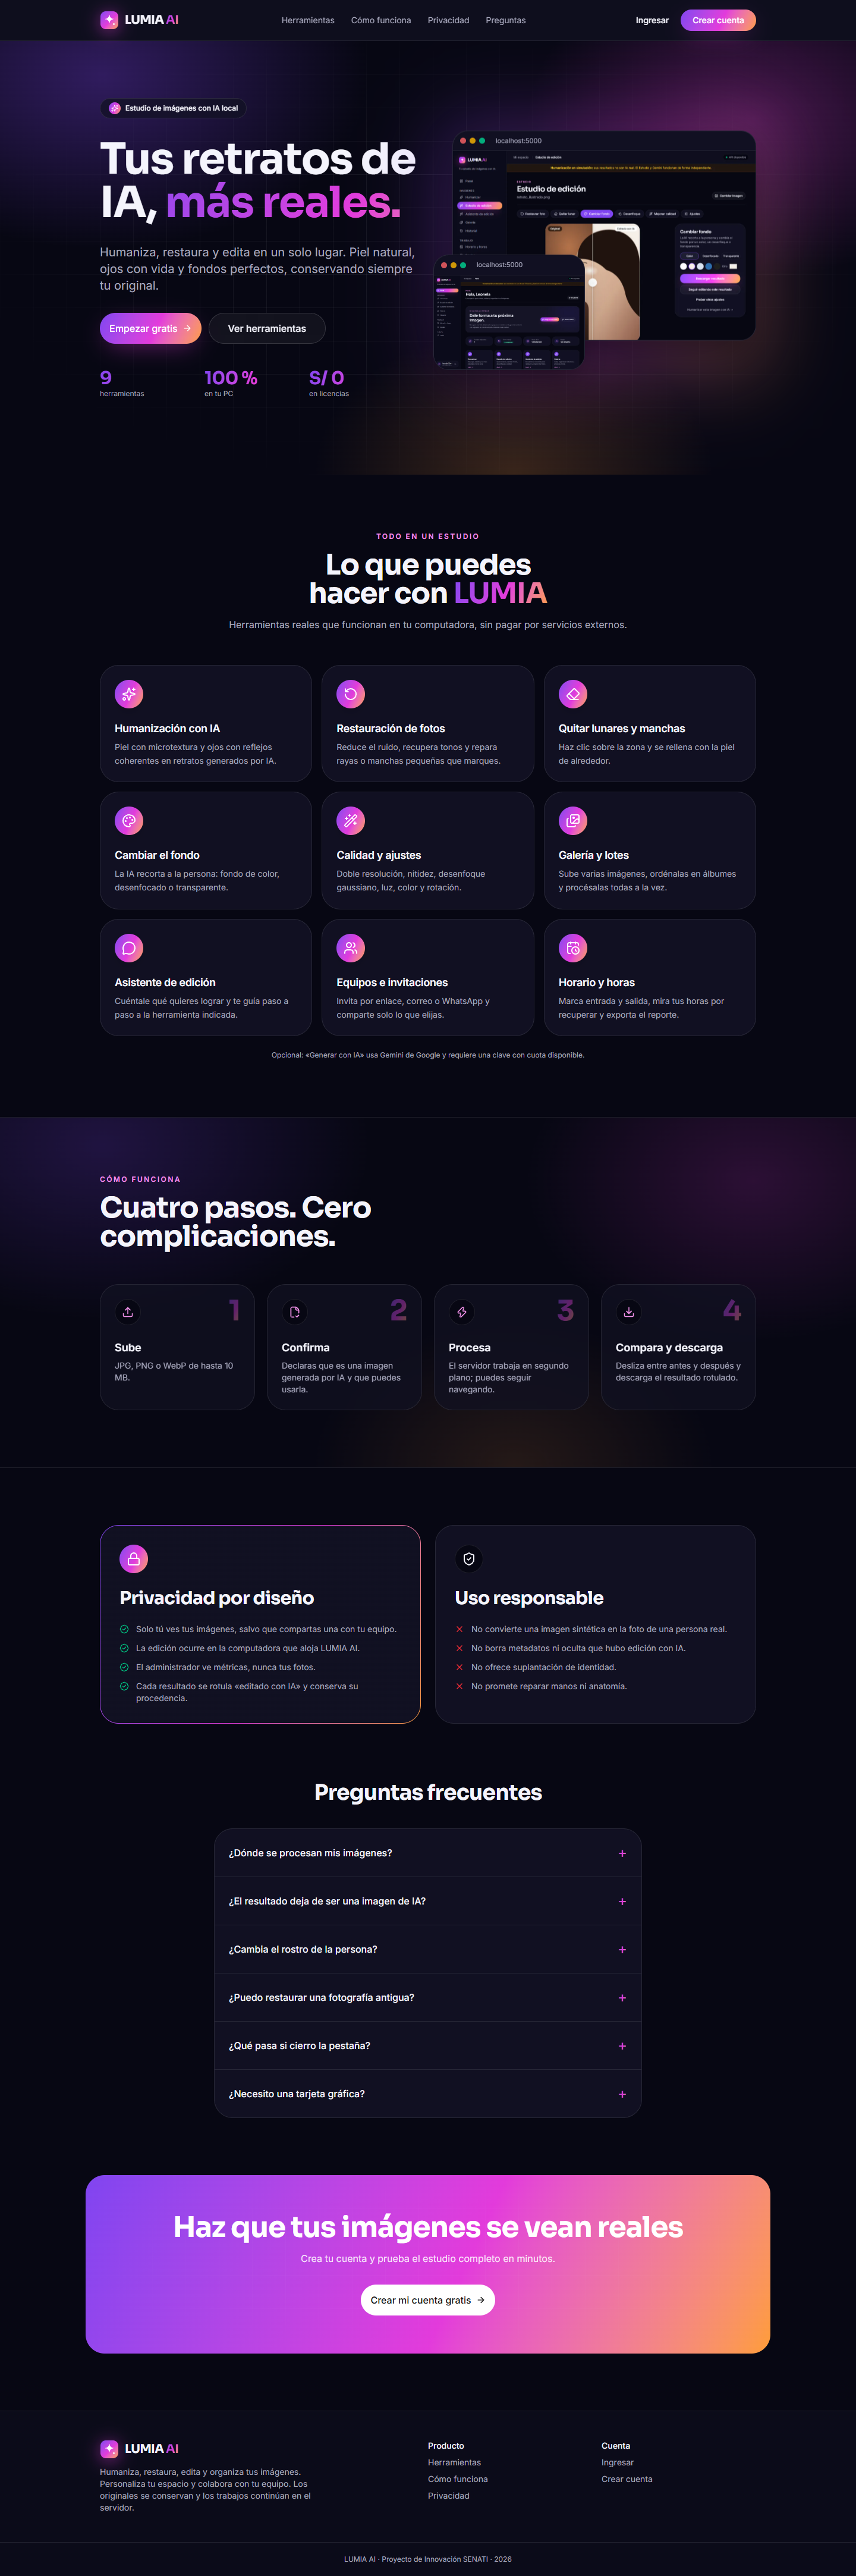 LUMIA AI
Herramientas
Cómo funciona
Privacidad
Preguntas
Ingresar
Crear cuenta
Estudio de imágenes con IA local
Tus retratos de
IA, más reales.
Humaniza, restaura y edita en un solo lugar. Piel natural,
ojos con vida y fondos perfectos, conservando siempre
tu original.
Empezar gratis
Ver herramientas
9
herramientas
100 %
en tu PC
S/ 0
en licencias
localhost:5000
LUMIA AI
Estudio de edición
Estudio de edición
Cambiar fondo
localhost:5000
Hola, Leonela
TODO EN UN ESTUDIO
Lo que puedes
hacer con LUMIA
Herramientas reales que funcionan en tu computadora, sin pagar por servicios externos.
Humanización con IA
Piel con microtextura y ojos con reflejos
coherentes en retratos generados por IA.
Restauración de fotos
Reduce el ruido, recupera tonos y repara
rayas o manchas pequeñas que marques.
Quitar lunares y manchas
Haz clic sobre la zona y se rellena con la piel
de alrededor.
Cambiar el fondo
La IA recorta a la persona: fondo de color,
desenfocado o transparente.
Calidad y ajustes
Doble resolución, nitidez, desenfoque
gaussiano, luz, color y rotación.
Galería y lotes
Sube varias imágenes, ordénalas en álbumes
y procésalas todas a la vez.
Asistente de edición
Cuéntale qué quieres lograr y te guía paso a
paso a la herramienta indicada.
Equipos e invitaciones
Invita por enlace, correo o WhatsApp y
comparte solo lo que elijas.
Horario y horas
Marca entrada y salida, mira tus horas por
recuperar y exporta el reporte.
Opcional: «Generar con IA» usa Gemini de Google y requiere una clave con cuota disponible.
CÓMO FUNCIONA
Cuatro pasos. Cero
complicaciones.
1
Sube
JPG, PNG o WebP de hasta 10
MB.
2
Confirma
Declaras que es una imagen
generada por IA y que puedes
usarla.
3
Procesa
El servidor trabaja en segundo
plano; puedes seguir
navegando.
4
Compara y descarga
Desliza entre antes y después y
descarga el resultado rotulado.
Privacidad por diseño
Solo tú ves tus imágenes, salvo que compartas una con tu equipo.
La edición ocurre en la computadora que aloja LUMIA AI.
El administrador ve métricas, nunca tus fotos.
Cada resultado se rotula «editado con IA» y conserva su
procedencia.
Uso responsable
No convierte una imagen sintética en la foto de una persona real.
No borra metadatos ni oculta que hubo edición con IA.
No ofrece suplantación de identidad.
No promete reparar manos ni anatomía.
Preguntas frecuentes
¿Dónde se procesan mis imágenes?
¿El resultado deja de ser una imagen de IA?
¿Cambia el rostro de la persona?
¿Puedo restaurar una fotografía antigua?
¿Qué pasa si cierro la pestaña?
¿Necesito una tarjeta gráfica?
Haz que tus imágenes se vean reales
Crea tu cuenta y prueba el estudio completo en minutos.
Crear mi cuenta gratis
LUMIA AI
Humaniza, restaura, edita y organiza tus imágenes.
Personaliza tu espacio y colabora con tu equipo. Los
originales se conservan y los trabajos continúan en el
servidor.
Producto
Herramientas
Cómo funciona
Privacidad
Cuenta
Ingresar
Crear cuenta
LUMIA AI · Proyecto de Innovación SENATI · 2026